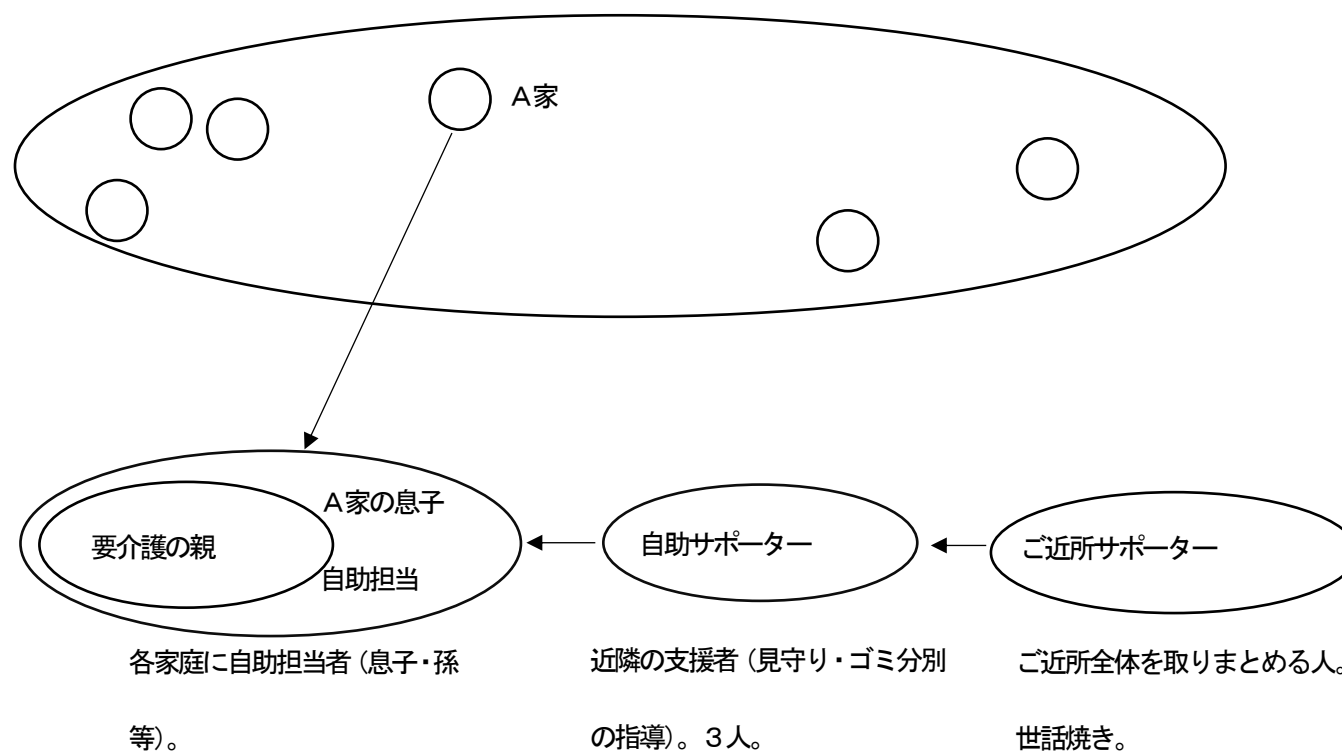 A家
A家の息子
要介護の親
自助担当
自助サポーター
ご近所サポーター
各家庭に自助担当者（息子・孫
等）。
近隣の支援者（見守り・ゴミ分別
の指導）。３人。
ご近所全体を取りまとめる人。
世話焼き。